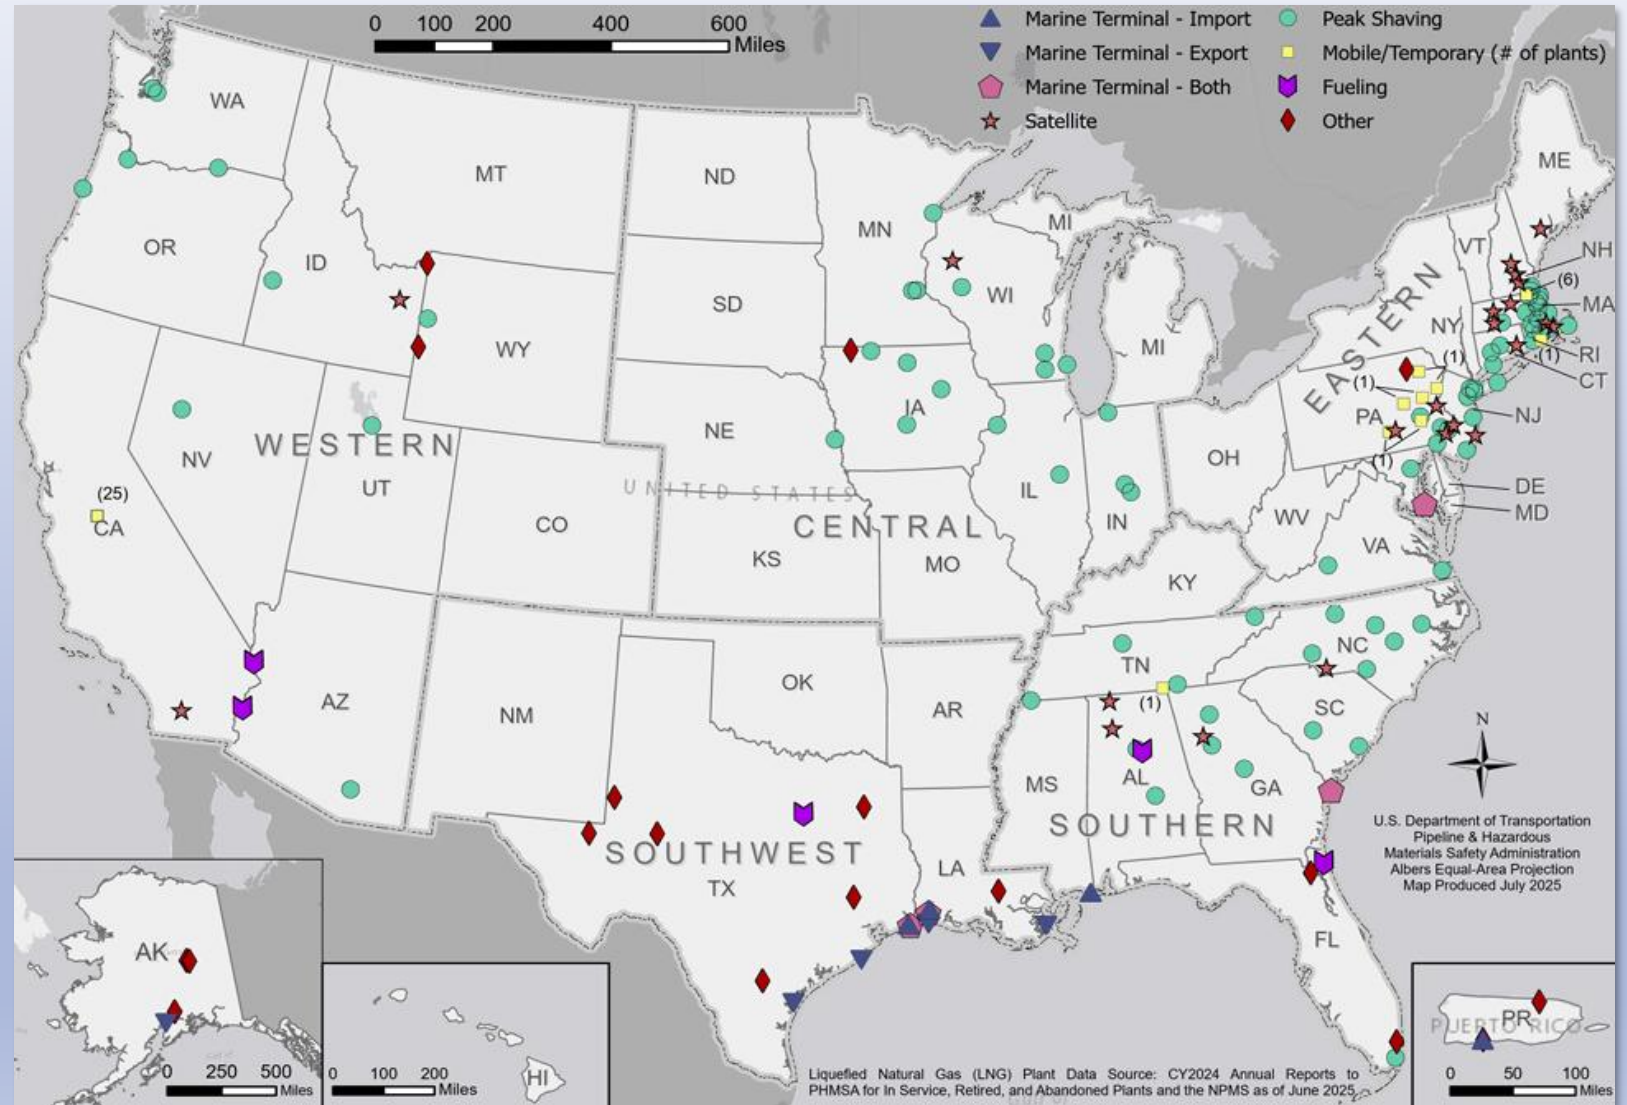 0 100 200 400 600
Miles
Marine Terminal - Import
Peak Shaving
Marine Terminal - Export
Mobile/Temporary (# of plants)
Marine Terminal - Both
Fueling
Satellite
Other
WA
MT
ND
MN
MI
ME
OR
ID
VT
NH
(6)
SD
WI
MA
NY
WY
MI
EASTERN
(1)
(1)
RI
(1)
CT
IA
PA
NJ
NE
WESTERN
NV
OH
(1)
UT
UNITED STATES
IL
DE
(25)
CA
MD
CO
CENTRAL
IN
WV
VA
KS
MO
KY
NC
TN
OK
AZ
NM
AR
(1)
SC
N
MS
AL
GA
SOUTHERN
SOUTHWEST
TX
LA
U.S. Department of Transportation
Pipeline & Hazardous
Materials Safety Administration
Albers Equal-Area Projection
Map Produced July 2025
AK
FL
PR
PUERTO RICO
HI
0 250 500
Miles
0 100 200
Miles
Liquefied Natural Gas (LNG) Plant Data Source: CY2024 Annual Reports to
PHMSA for In Service, Retired, and Abandoned Plants and the NPMS as of June 2025
0 50 100
Miles